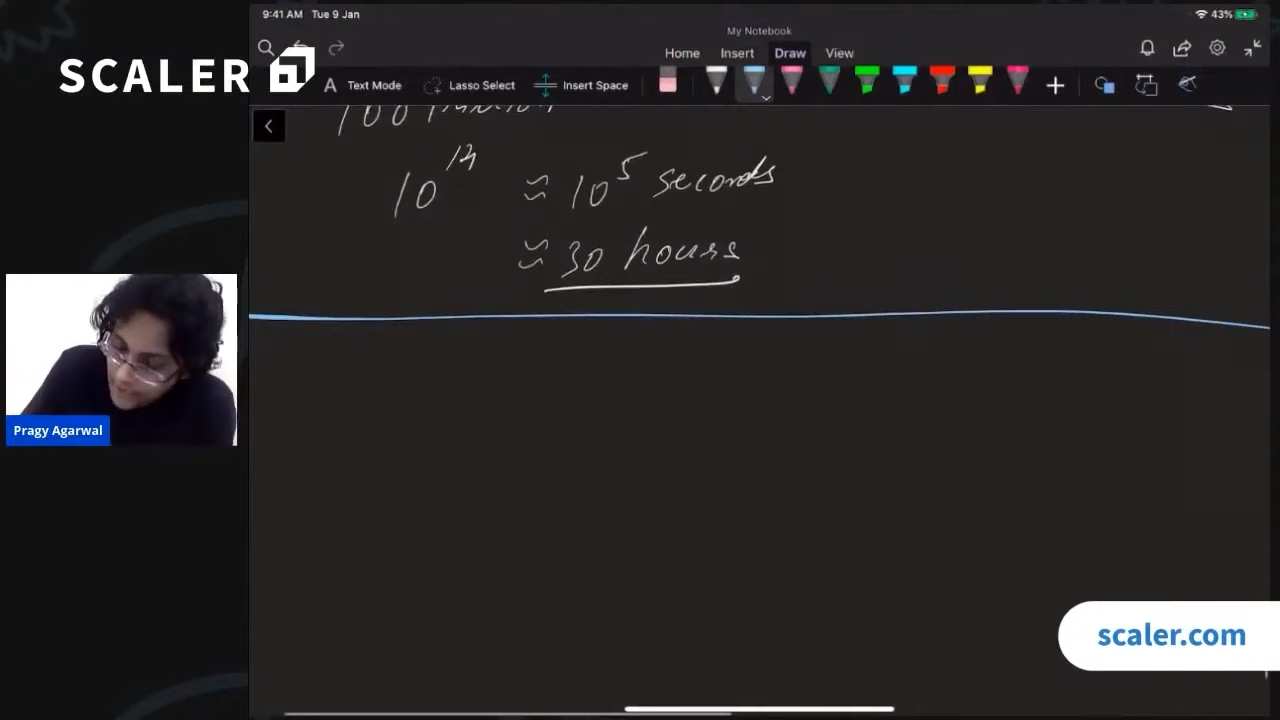 9:41 AM Tue 9 Jan
43%
My Notebook
Home Insert Draw View
SCALER
Text Mode Lasso Select Insert Space
100
10^14 ≈ 10^5 seconds
≈ 30 hours
Pragy Agarwal
scaler.com